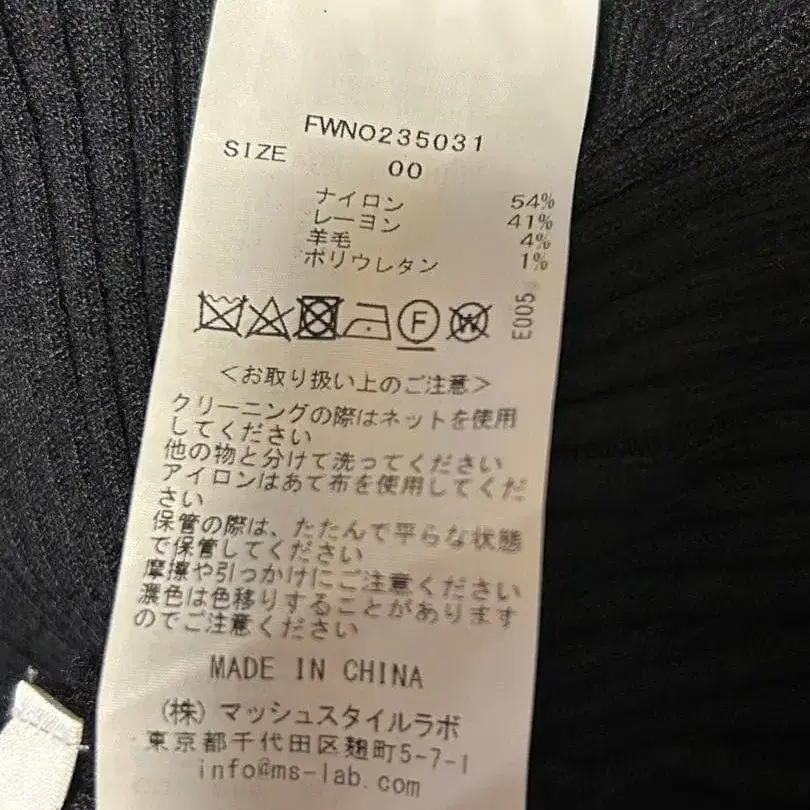 FWNO235031
SIZE 00
ナイロン 54%
レーヨン 41%
羊毛 4%
ポリウレタン 1%
F W
E005
＜お取り扱い上のご注意＞
クリーニングの際はネットを使用
してください
他の物と分けて洗ってください
アイロンはあて布を使用してくだ
さい
保管の際は、たたんで平らな状態
で保管してください
摩擦や引っかけにご注意ください
濃色は色移りすることがあります
のでご注意ください
MADE IN CHINA
(株) マッシュスタイルラボ
東京都千代田区麹町5-7-1
info@ms-lab.com